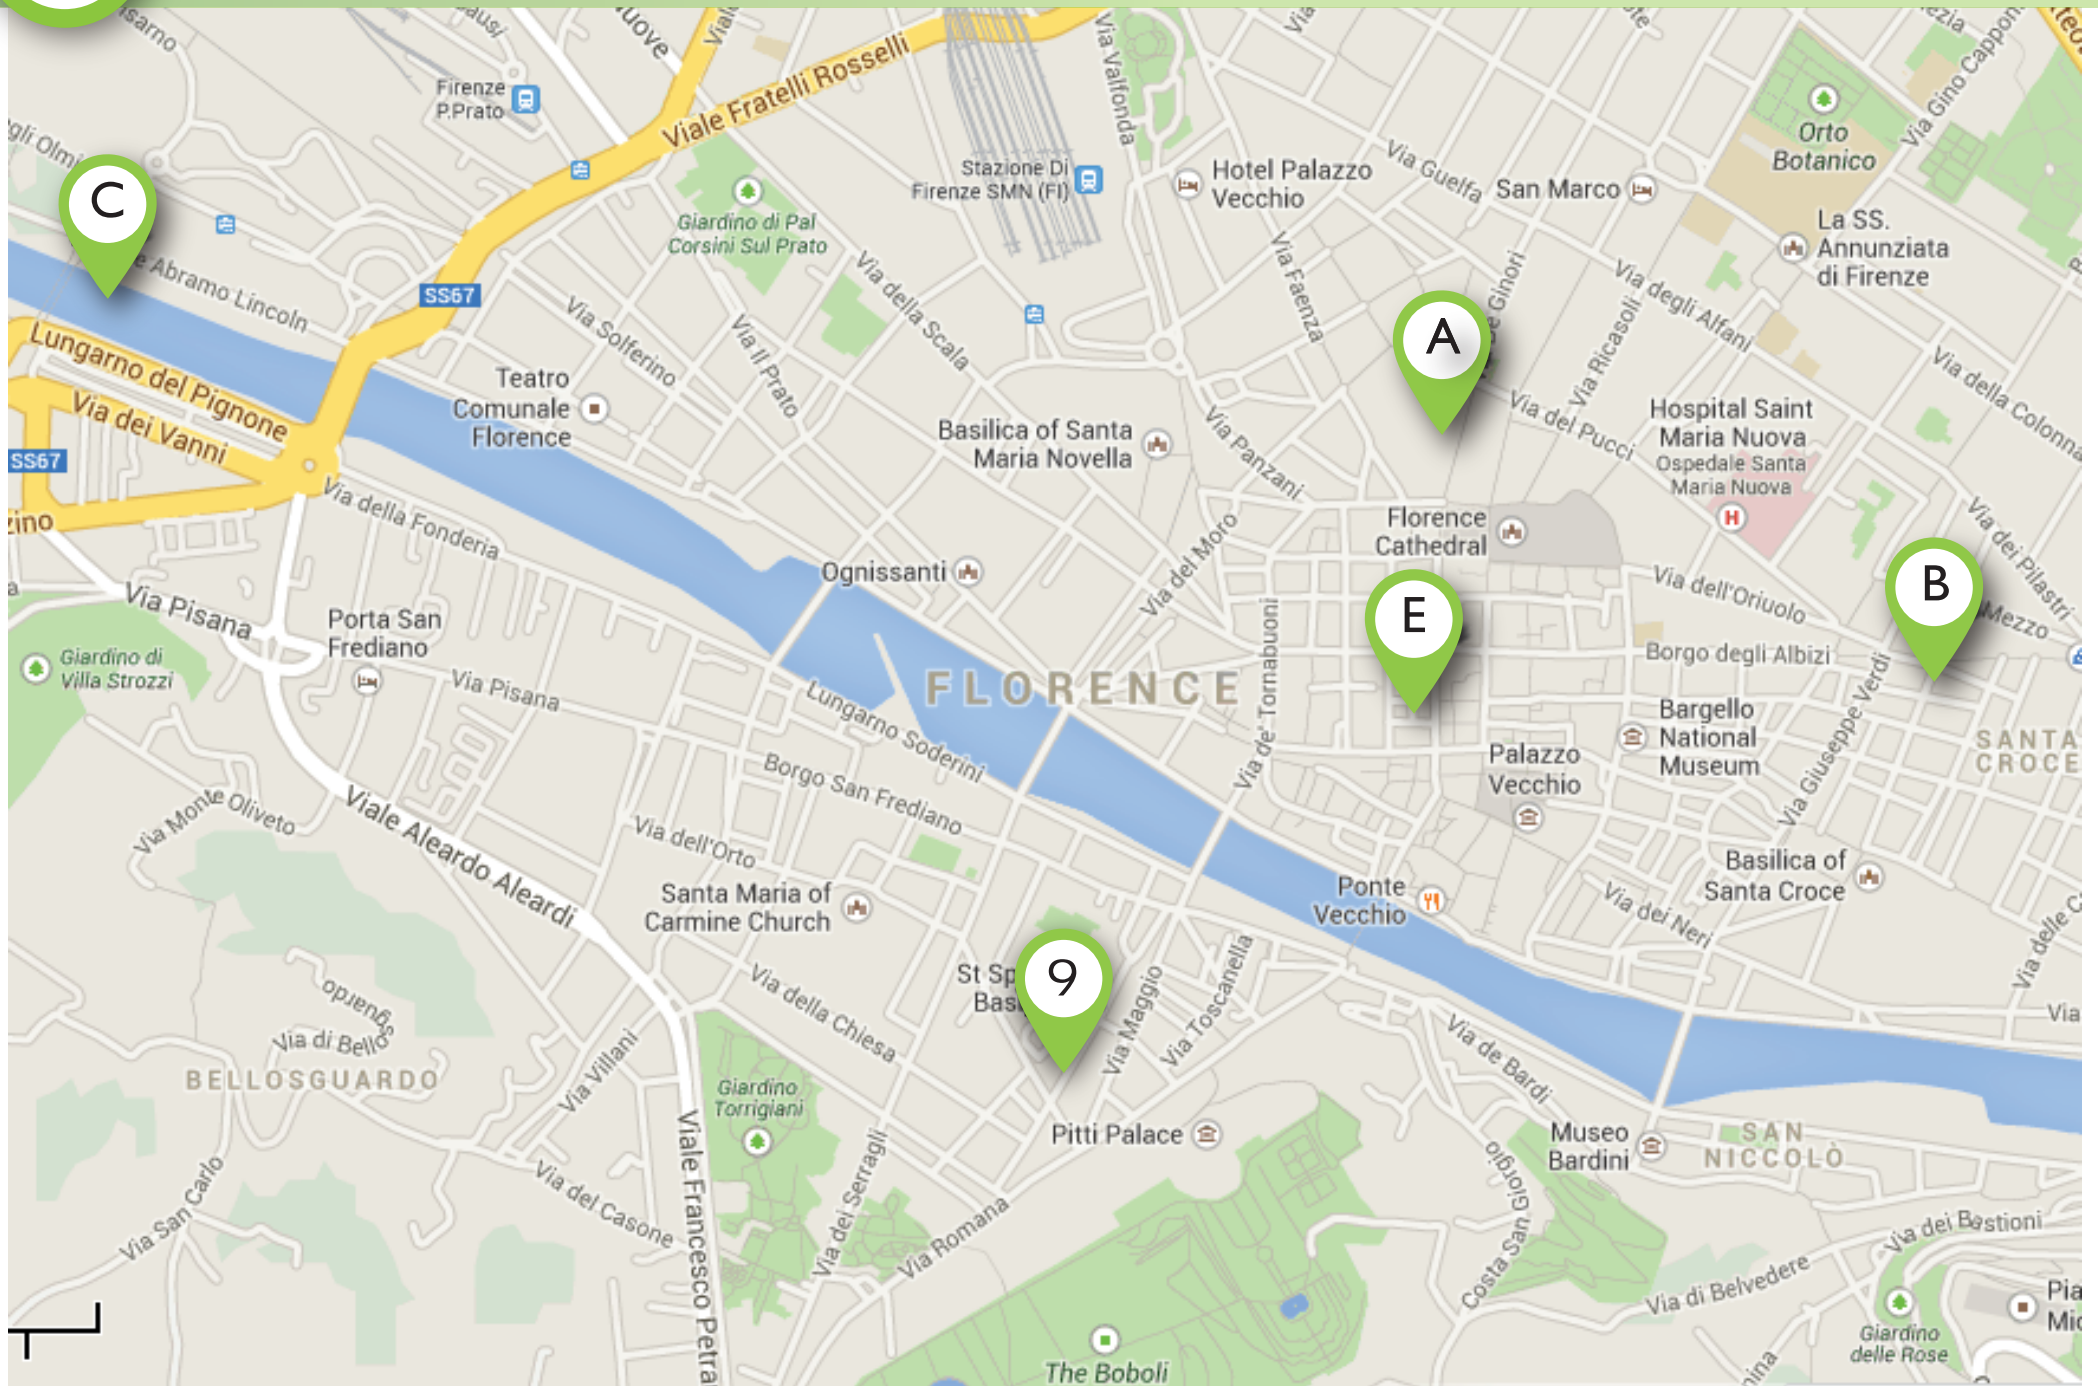 Viale Fratelli Rosselli
Via Valfonda
Via Gino Capponi
Firenze
P.Prato
Orto
Botanico
Stazione Di
Firenze SMN (FI)
Hotel Palazzo
Vecchio
Via Guelfa
San Marco
C
Giardino di Pal
Corsini Sul Prato
La SS.
Annunziata
di Firenze
Abramo Lincoln
SS67
Via della Scala
Via Faenza
Via degli Alfani
Via Ricasoli
A
Lungarno del Pignone
Via Solferino
Via Il Prato
Via dei Vanni
Teatro
Comunale
Florence
Via della Colonna
Via del Pucci
Hospital Saint
Maria Nuova
Ospedale Santa
Maria Nuova
H
Basilica of Santa
Maria Novella
Via Panzani
SS67
Via della Fonderia
Florence
Cathedral
Via dei Pilastri
Via del Moro
Ognissanti
Via dell'Oriuolo
B
Mezzo
Via Pisana
Porta San
Frediano
E
Giardino di
Villa Strozzi
Via Pisana
Borgo degli Albizi
FLORENCE
Via de' Tornabuoni
Lungarno Soderini
Bargello
National
Museum
Via Giuseppe Verdi
SANTA
CROCE
Palazzo
Vecchio
Borgo San Frediano
Via Monte Oliveto
Viale Aleardo Aleardi
Via dell'Orto
Basilica of
Santa Croce
Santa Maria of
Carmine Church
Ponte
Vecchio
Via dei Neri
9
Via della Chiesa
Via Maggio
Via Toscanella
Via
Via di Bello
BELLOSGUARDO
Via Villani
Via de Bardi
Giardino
Torrigiani
Pitti Palace
Museo
Bardini
SAN
NICCOLÒ
Via San Carlo
Via del Casone
Viale Francesco Petra
Via dei Serragli
Via Romana
Costa San Giorgio
Via dei Bastioni
Via di Belvedere
Giardino
delle Rose
The Boboli